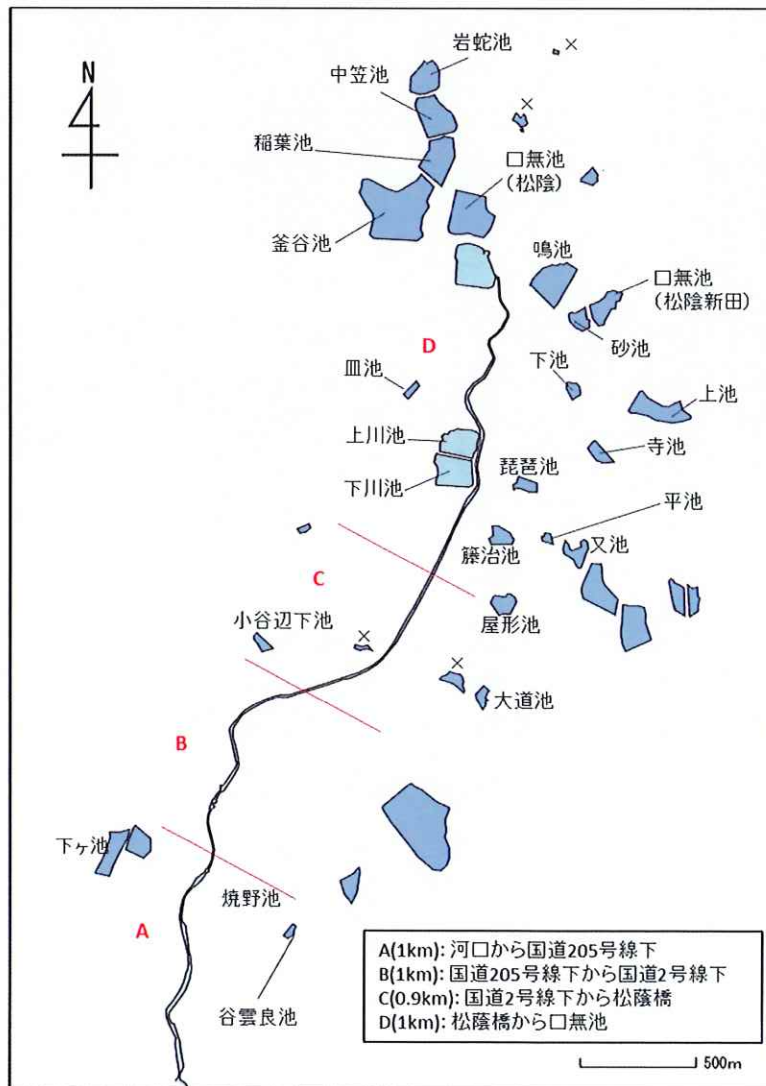 岩蛇池
×
N
中笠池
×
稲葉池
口無池
(松陰)
釜谷池
鳴池
口無池
(松陰新田)
砂池
D
皿池
下池
上池
上川池
寺池
下川池
琵琶池
平池
籐治池
又池
C
小谷辺下池
×
屋形池
×
大道池
B
下ヶ池
焼野池
A
谷雲良池
A(1km): 河口から国道205号線下
B(1km): 国道205号線下から国道2号線下
C(0.9km): 国道2号線下から松蔭橋
D(1km): 松蔭橋から口無池
500m